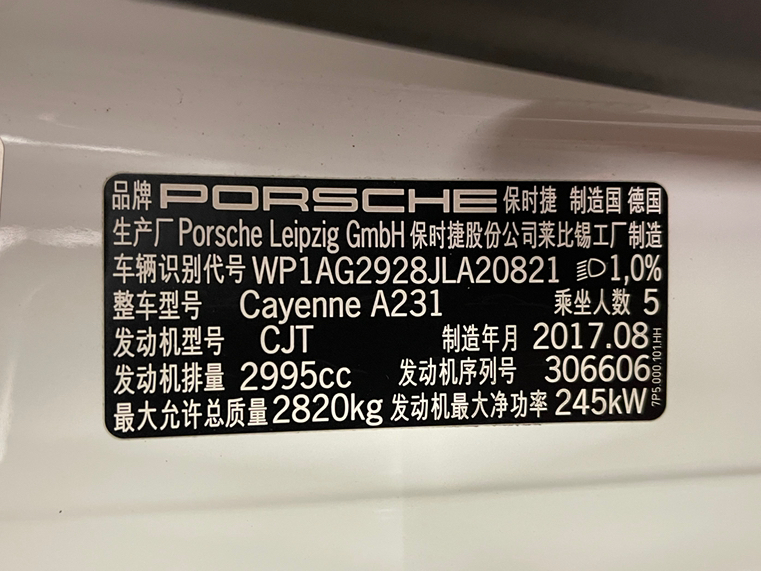 品牌 PORSCHE 保时捷 制造国 德国
生产厂 Porsche Leipzig GmbH 保时捷股份公司莱比锡工厂制造
车辆识别代号 WP1AG2928JLA20821 1,0%
整车型号 Cayenne A231 乘坐人数 5
发动机型号 CJT 制造年月 2017.08
发动机排量 2995cc 发动机序列号 306606
最大允许总质量 2820kg 发动机最大净功率 245kW
7P5.000.101.HH